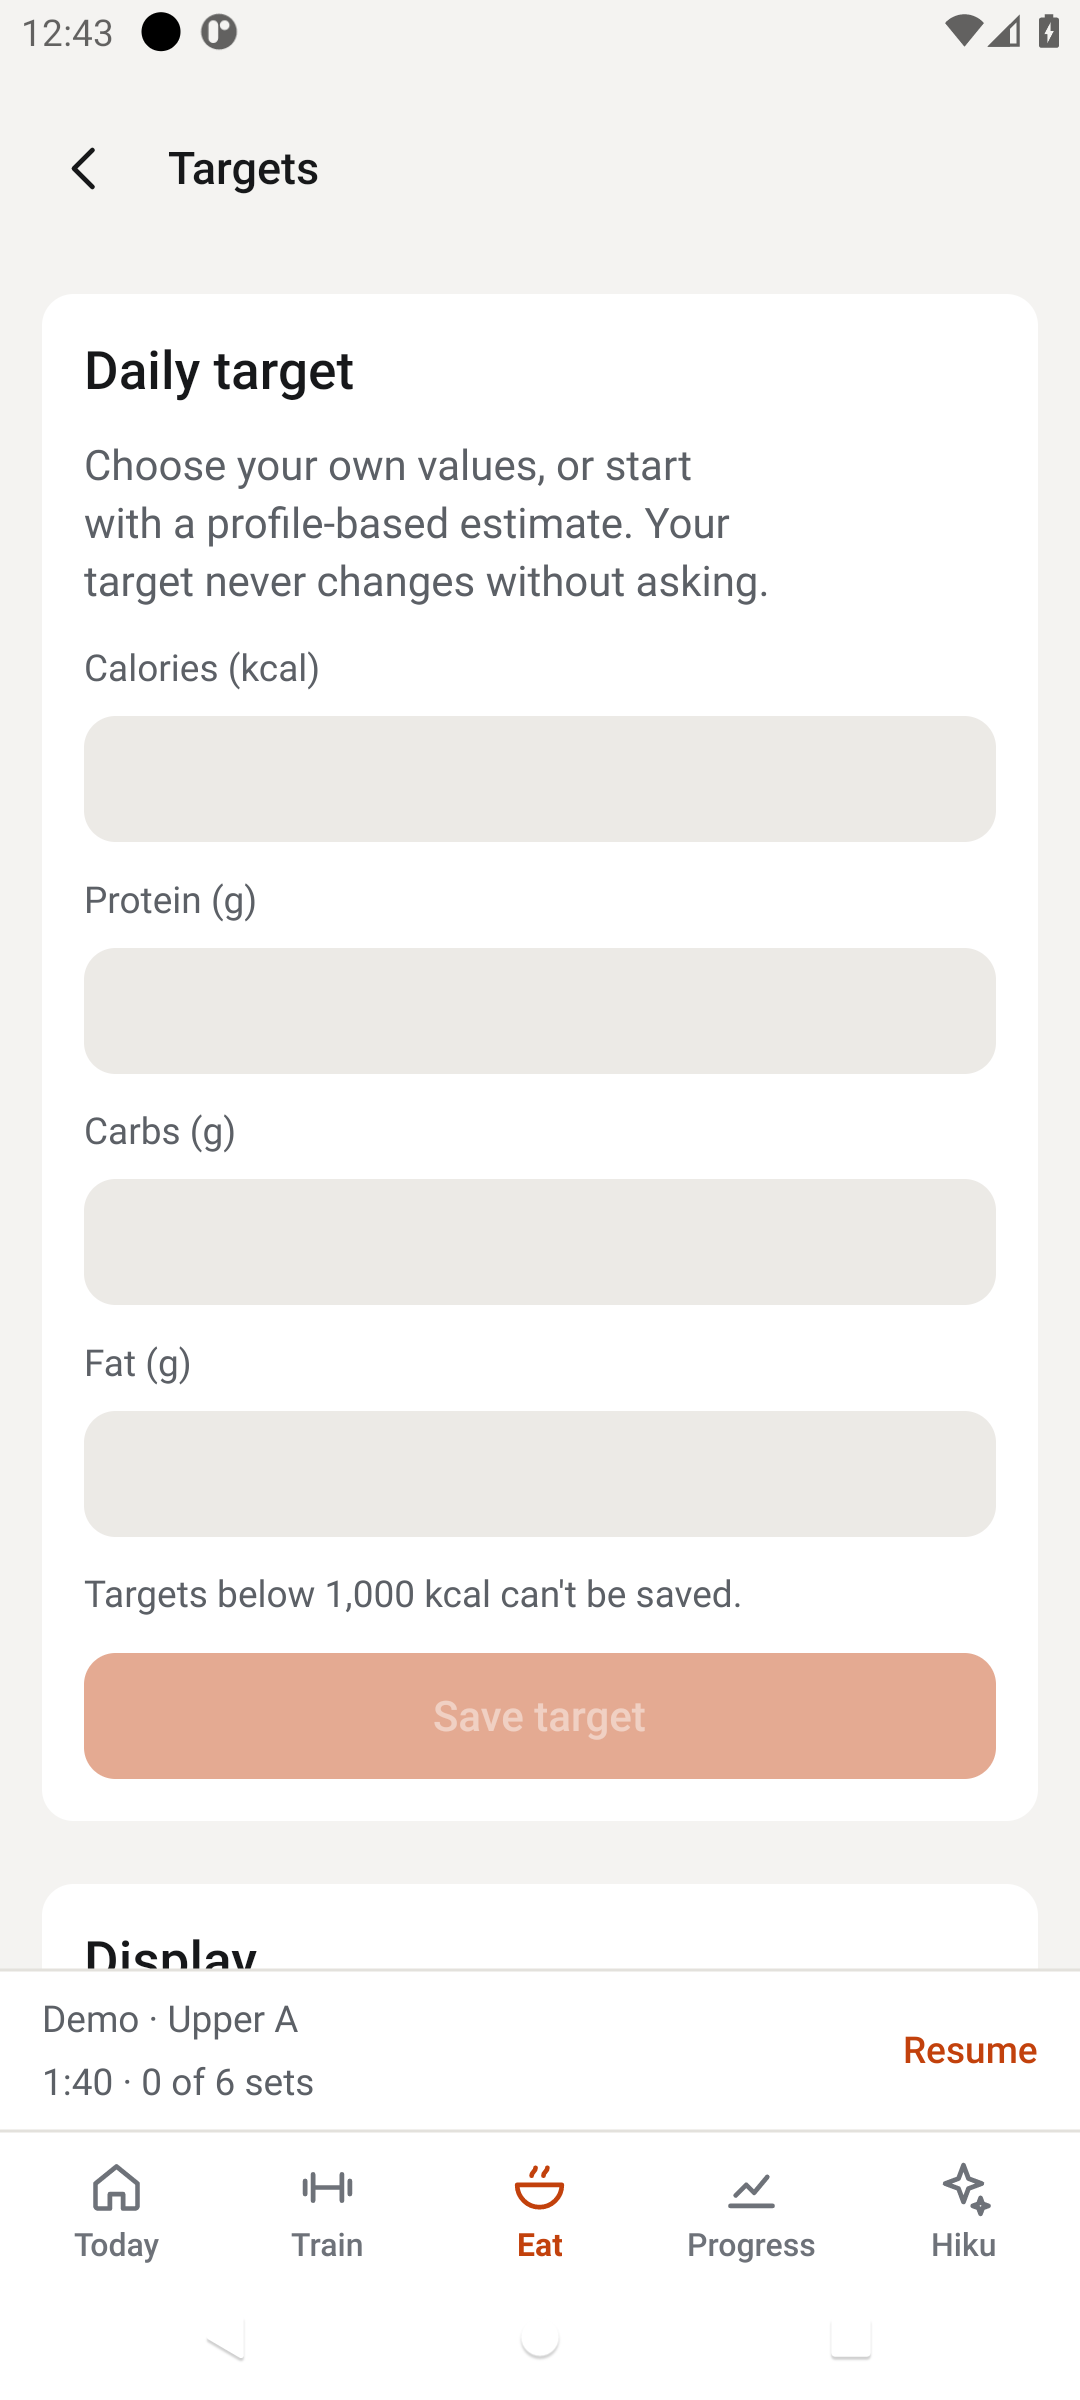 12:43
Targets
Daily target
Choose your own values, or start
with a profile-based estimate. Your
target never changes without asking.
Calories (kcal)
Protein (g)
Carbs (g)
Fat (g)
Targets below 1,000 kcal can't be saved.
Save target
Display
Demo · Upper A
1:40 · 0 of 6 sets
Resume
Today
Train
Eat
Progress
Hiku